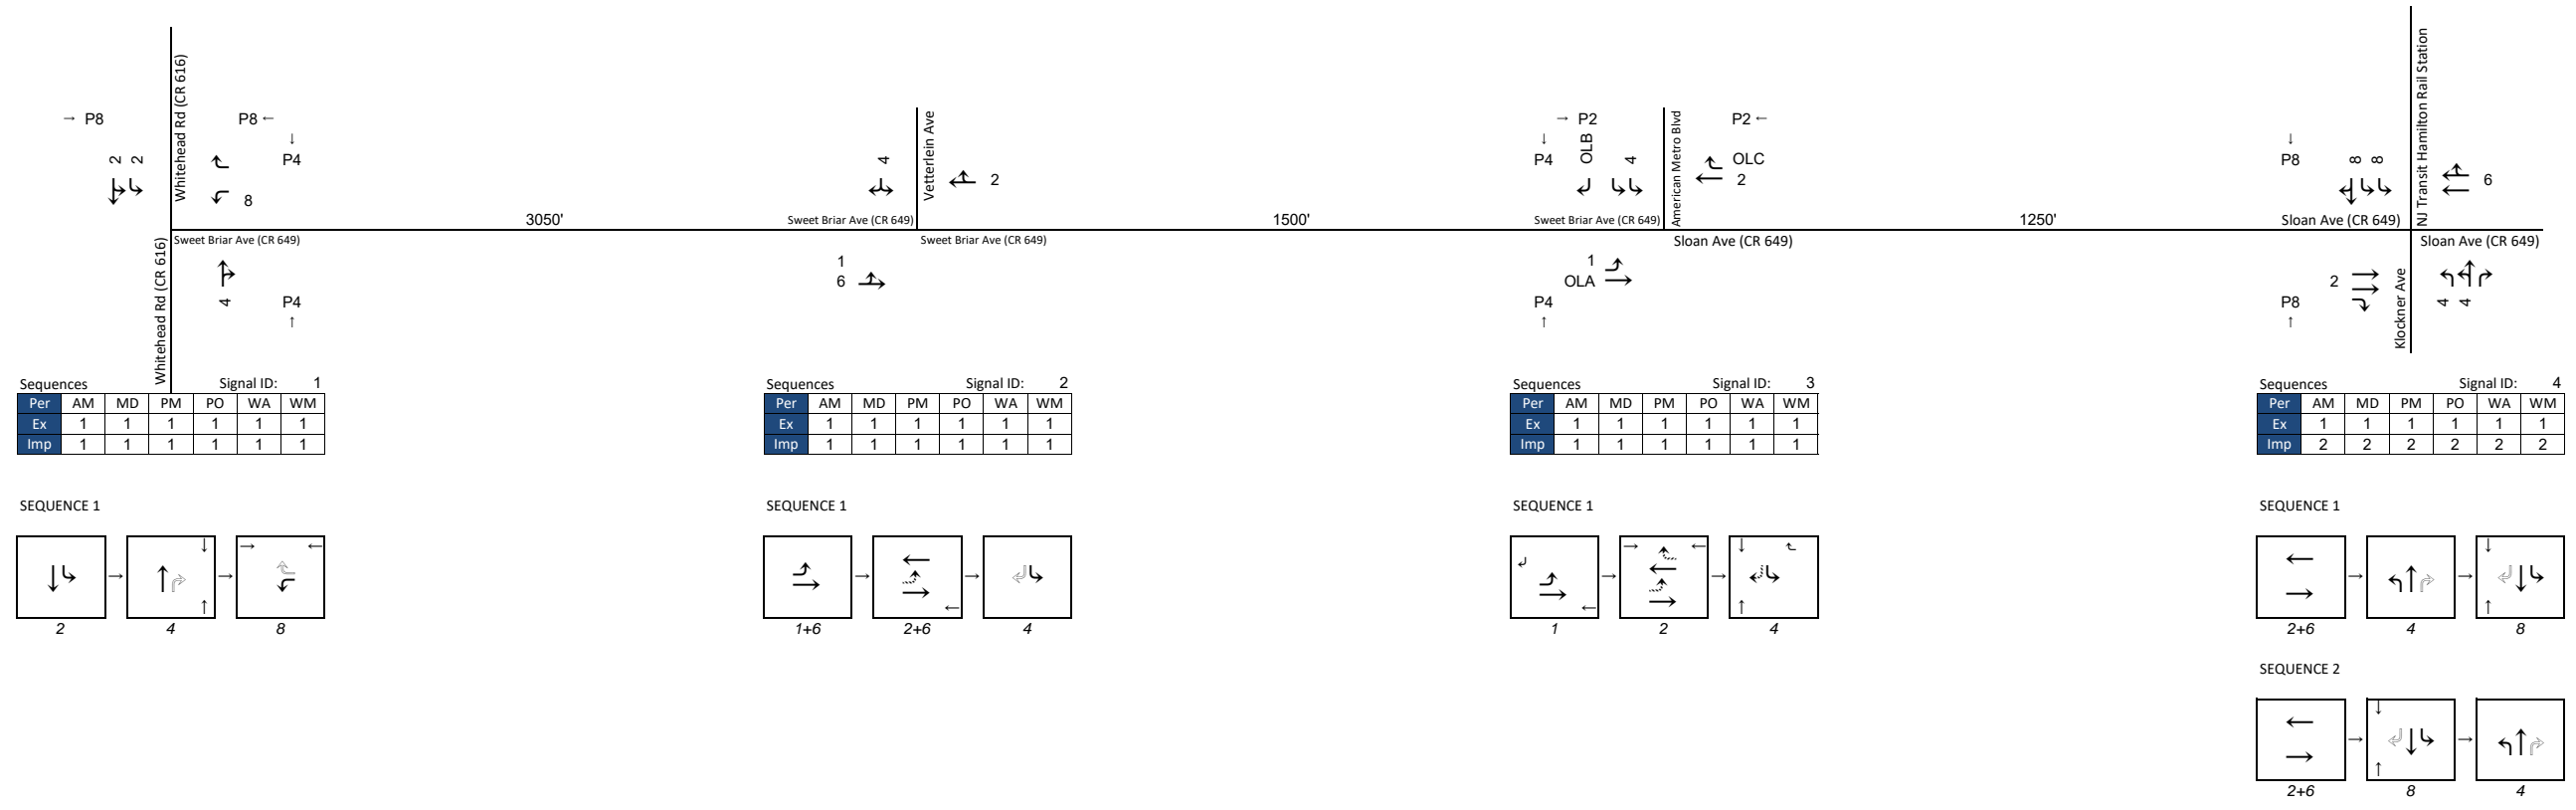 Whitehead Rd (CR 616)
→ P8
P8 ←
↓
P4
2 2
8
Sweet Briar Ave (CR 649)
Whitehead Rd (CR 616)
4
P4
↑
3050'
Vetterlein Ave
4
2
Sweet Briar Ave (CR 649)
Sweet Briar Ave (CR 649)
1
6
1500'
American Metro Blvd
→ P2
P2 ←
↓
P4
OLB
4
OLC
2
Sweet Briar Ave (CR 649)
Sloan Ave (CR 649)
1
OLA
P4
↑
1250'
NJ Transit Hamilton Rail Station
↓
P8
8 8
6
Sloan Ave (CR 649)
Sloan Ave (CR 649)
2
Klockner Ave
4 4
P8
↑
Sequences Signal ID: 1
Per AM MD PM PO WA WM
Ex 1 1 1 1 1 1
Imp 1 1 1 1 1 1
SEQUENCE 1
2 4 8
Sequences Signal ID: 2
Per AM MD PM PO WA WM
Ex 1 1 1 1 1 1
Imp 1 1 1 1 1 1
SEQUENCE 1
1+6 2+6 4
Sequences Signal ID: 3
Per AM MD PM PO WA WM
Ex 1 1 1 1 1 1
Imp 1 1 1 1 1 1
SEQUENCE 1
1 2 4
Sequences Signal ID: 4
Per AM MD PM PO WA WM
Ex 1 1 1 1 1 1
Imp 2 2 2 2 2 2
SEQUENCE 1
2+6 4 8
SEQUENCE 2
2+6 8 4